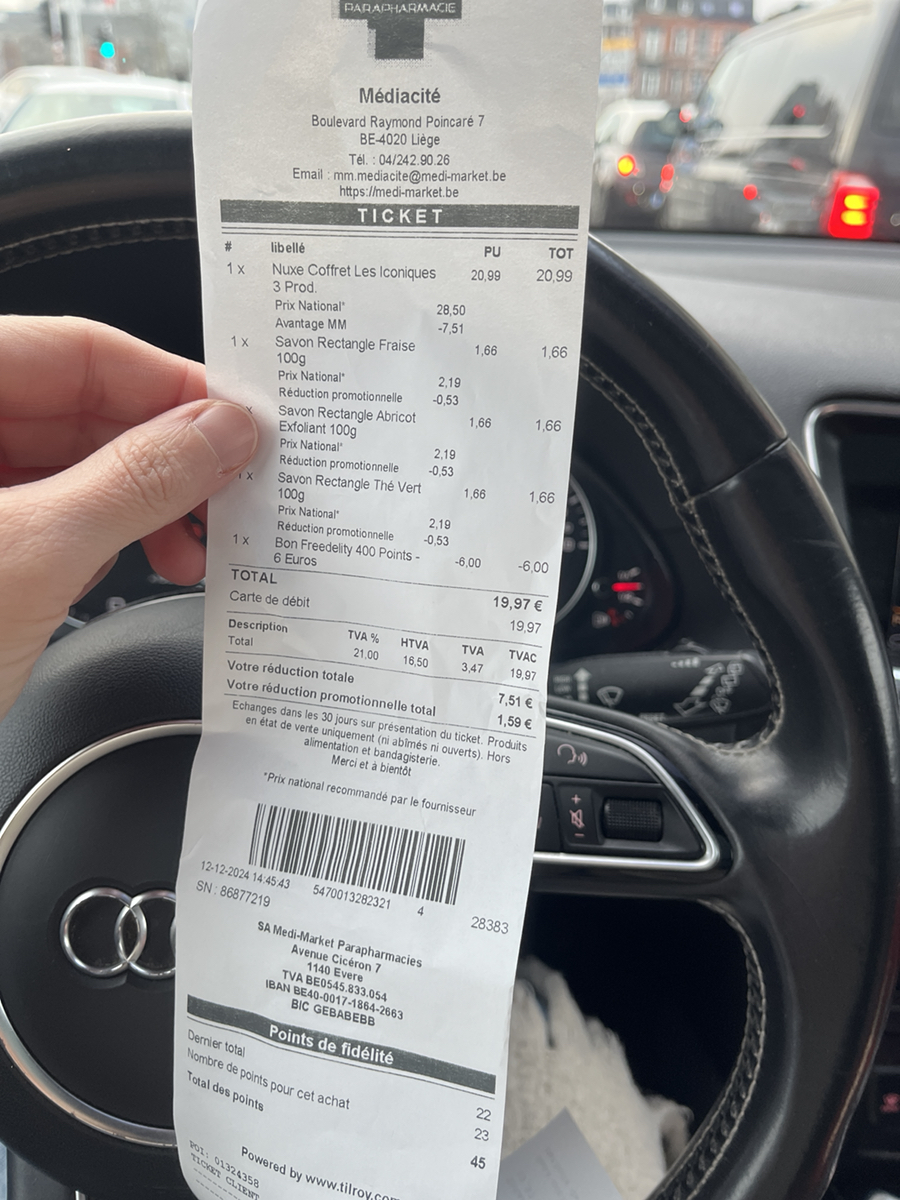 PARAPHARMACIE
Médiacité
Boulevard Raymond Poincaré 7
BE-4020 Liège
Tél. : 04/242.90.26
Email : mm.mediacite@medi-market.be
https://medi-market.be
TICKET
# libellé PU TOT
1 x Nuxe Coffret Les Iconiques 20,99 20,99
3 Prod.
Prix National* 28,50
Avantage MM -7,51
1 x Savon Rectangle Fraise 1,66 1,66
100g
Prix National* 2,19
Réduction promotionnelle -0,53
x Savon Rectangle Abricot 1,66 1,66
Exfoliant 100g
Prix National* 2,19
Réduction promotionnelle -0,53
1 x Savon Rectangle Thé Vert 1,66 1,66
100g
Prix National* 2,19
Réduction promotionnelle -0,53
1 x Bon Freedelity 400 Points - -6,00 -6,00
6 Euros
TOTAL 19,97 €
Carte de débit 19,97
Description TVA % HTVA TVA TVAC
Total 21,00 16,50 3,47 19,97
Votre réduction totale 7,51 €
Votre réduction promotionnelle total 1,59 €
Echanges dans les 30 jours sur présentation du ticket. Produits
en état de vente uniquement (ni abîmés ni ouverts). Hors
alimentation et bandagisterie.
Merci et à bientôt
*Prix national recommandé par le fournisseur
12-12-2024 14:45:43 5470013282321 4 28383
SN : 86877219
SA Medi-Market Parapharmacies
Avenue Cicéron 7
1140 Evere
TVA BE0545.833.054
IBAN BE40-0017-1864-2663
BIC GEBABEBB
Points de fidélité
Dernier total 22
Nombre de points pour cet achat 23
Total des points 45
Powered by www.tilroy.com
POI: 01324358
TICKET CLIENT